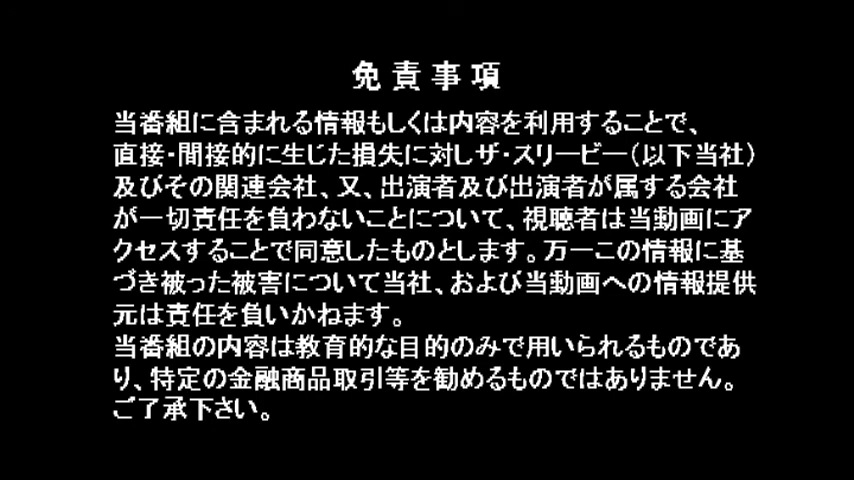 免責事項
当番組に含まれる情報もしくは内容を利用することで、
直接・間接的に生じた損失に対しザ・スリービー（以下当社）
及びその関連会社、又、出演者及び出演者が属する会社
が一切責任を負わないことについて、視聴者は当動画にア
クセスすることで同意したものとします。万一この情報に基
づき被った被害について当社、および当動画への情報提供
元は責任を負いかねます。
当番組の内容は教育的な目的のみで用いられるものであ
り、特定の金融商品取引等を勧めるものではありません。
ご了承下さい。